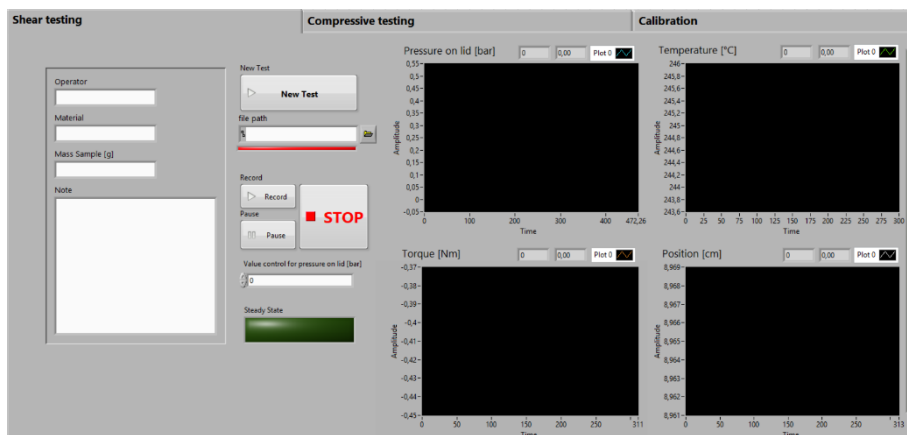 Shear testing
Compressive testing
Calibration
Operator
Material
Mass Sample [g]
Note
New Test
New Test
file path
Record
Record
Pause
Pause
STOP
Value control for pressure on lid [bar]
0
Steady State
Pressure on lid [bar]
0
0,00
Plot 0
Amplitude
0,55
0,5
0,45
0,4
0,35
0,3
0,25
0,2
0,15
0,1
0,05
0
-0,05
0
100
200
300
400
472,26
Time
Temperature [°C]
0
0,00
Plot 0
Amplitude
246
245,8
245,6
245,4
245,2
245
244,8
244,6
244,4
244,2
244
243,8
243,6
0
25
50
75
100
125
150
175
200
225
250
275
300
Time
Torque [Nm]
0
0,00
Plot 0
Amplitude
-0,37
-0,38
-0,39
-0,4
-0,41
-0,42
-0,43
-0,44
-0,45
0
50
100
150
200
250
311
Time
Position [cm]
0
0,00
Plot 0
Amplitude
8,969
8,968
8,967
8,966
8,965
8,964
8,963
8,962
8,961
0
50
100
150
200
250
313
Time